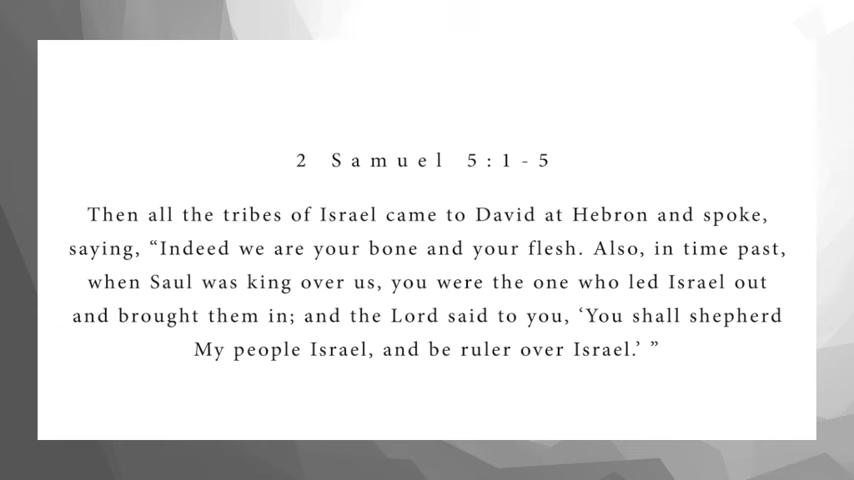 2 Samuel 5:1-5
Then all the tribes of Israel came to David at Hebron and spoke,
saying, “Indeed we are your bone and your flesh. Also, in time past,
when Saul was king over us, you were the one who led Israel out
and brought them in; and the Lord said to you, ‘You shall shepherd
My people Israel, and be ruler over Israel.’ ”